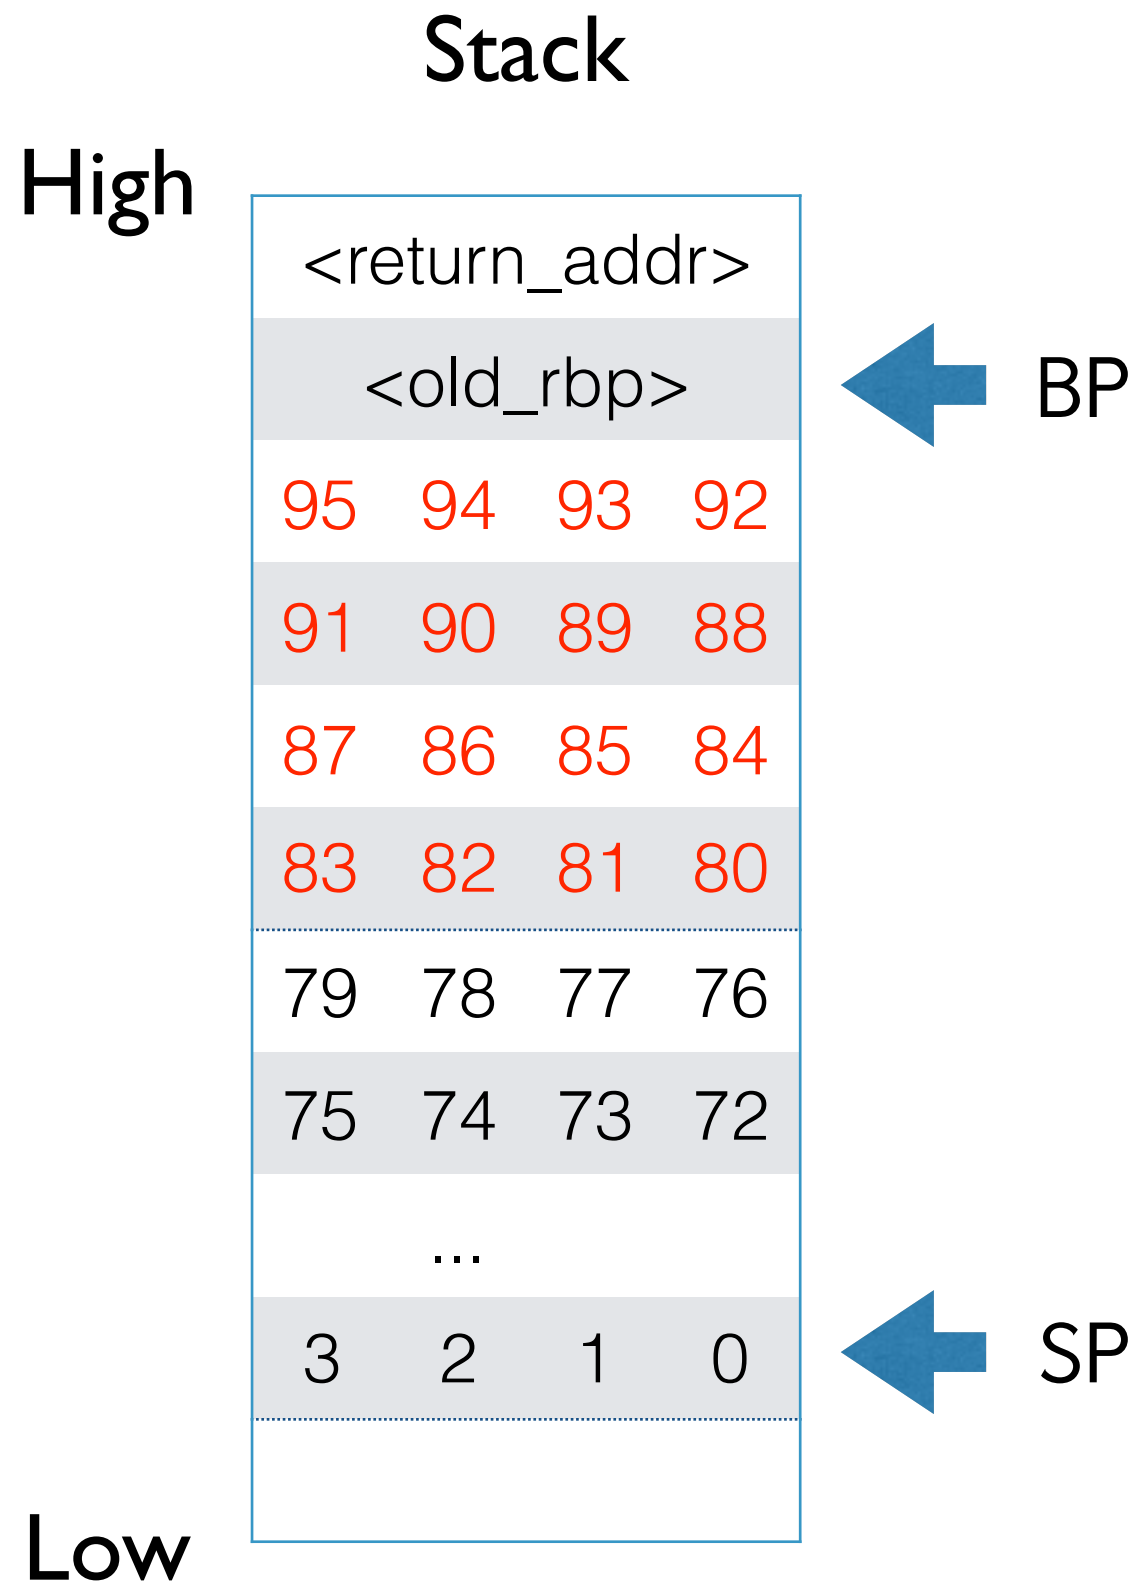 Stack
High
<return_addr>
<old_rbp>
BP
95 94 93 92
91 90 89 88
87 86 85 84
83 82 81 80
79 78 77 76
75 74 73 72
...
3 2 1 0
SP
Low